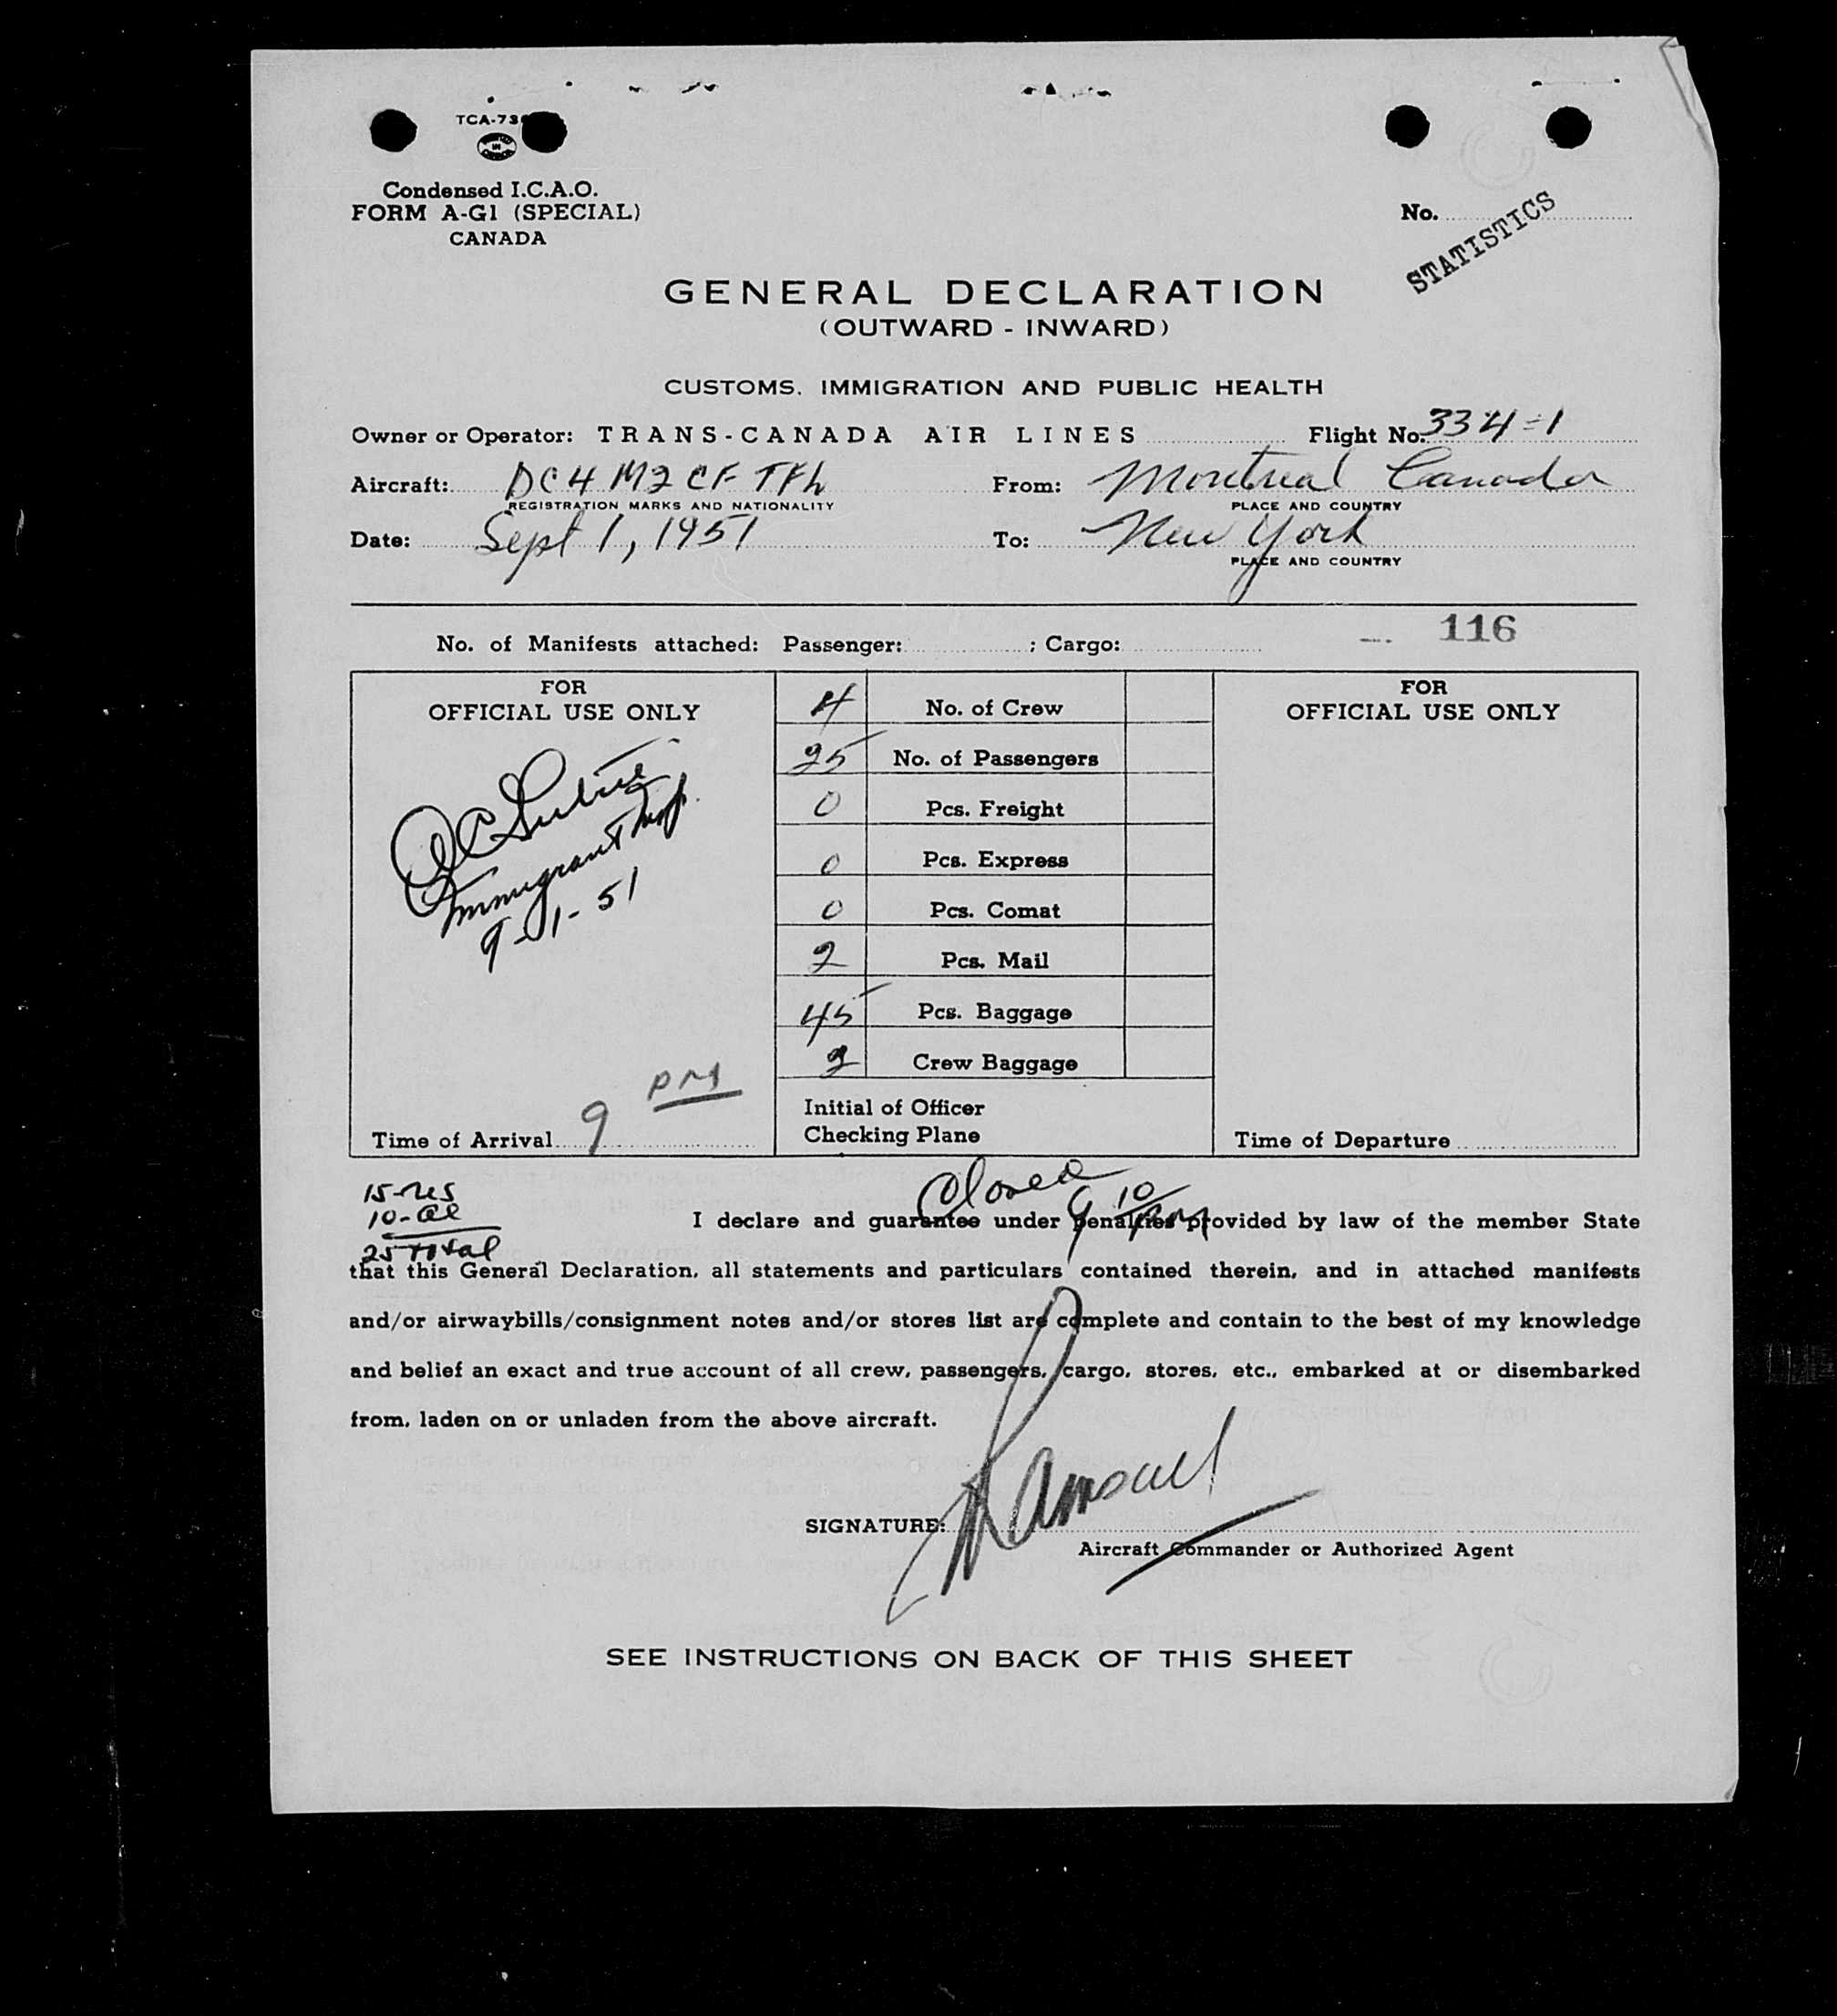 TCA-73
Condensed I.C.A.O.
FORM A-G1 (SPECIAL)
CANADA
No.
STATISTICS
GENERAL DECLARATION
(OUTWARD - INWARD)
CUSTOMS, IMMIGRATION AND PUBLIC HEALTH
Owner or Operator: TRANS-CANADA AIR LINES Flight No. 334-1
Aircraft: DC4 M2 CF-TFL From: Montreal Canada
REGISTRATION MARKS AND NATIONALITY PLACE AND COUNTRY
Date: Sept 1, 1951 To: New York
PLACE AND COUNTRY
116
No. of Manifests attached: Passenger: ; Cargo:
FOR
OFFICIAL USE ONLY
Immigrant Insp.
9-1-51
9 PM
Time of Arrival
4 No. of Crew
25 No. of Passengers
0 Pcs. Freight
0 Pcs. Express
0 Pcs. Comat
2 Pcs. Mail
45 Pcs. Baggage
2 Crew Baggage
Initial of Officer
Checking Plane
FOR
OFFICIAL USE ONLY
Time of Departure
Closed
9 10 PM
15-
10-al
25 total
I declare and guarantee under penalties provided by law of the member State
that this General Declaration, all statements and particulars contained therein, and in attached manifests
and/or airwaybills/consignment notes and/or stores list are complete and contain to the best of my knowledge
and belief an exact and true account of all crew, passengers, cargo, stores, etc., embarked at or disembarked
from, laden on or unladen from the above aircraft.
SIGNATURE:
Aircraft Commander or Authorized Agent
SEE INSTRUCTIONS ON BACK OF THIS SHEET